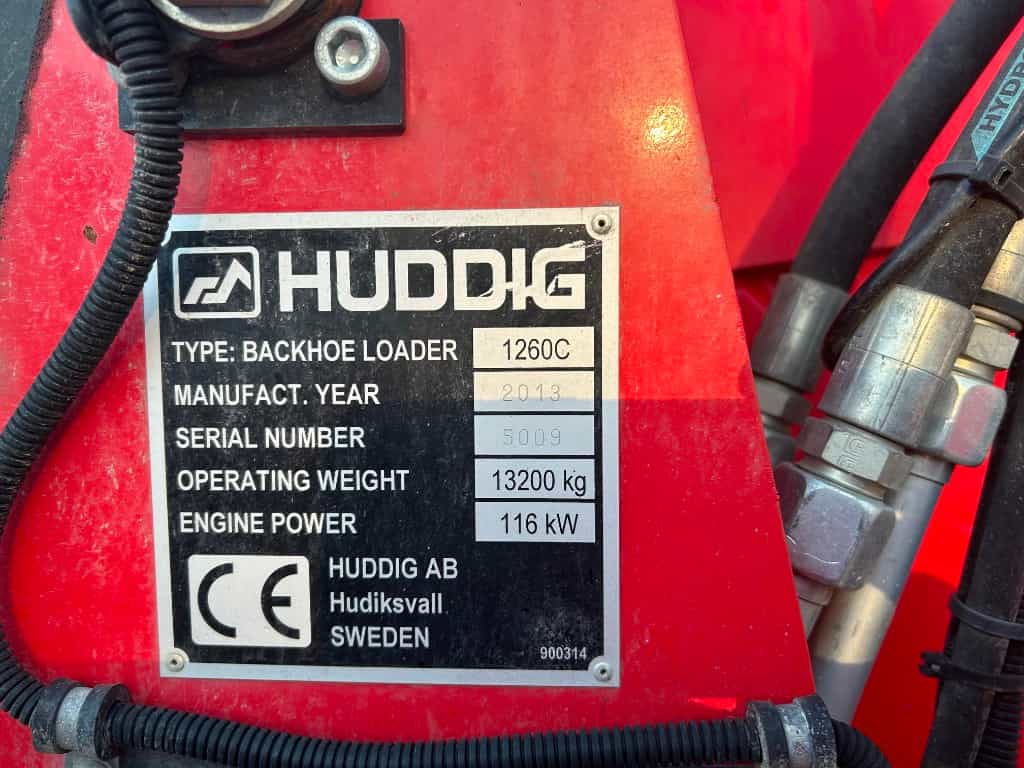 HUDDIG
TYPE: BACKHOE LOADER 1260C
MANUFACT. YEAR 2013
SERIAL NUMBER 5009
OPERATING WEIGHT 13200 kg
ENGINE POWER 116 kW
CE
HUDDIG AB
Hudiksvall
SWEDEN
900314
HYDR